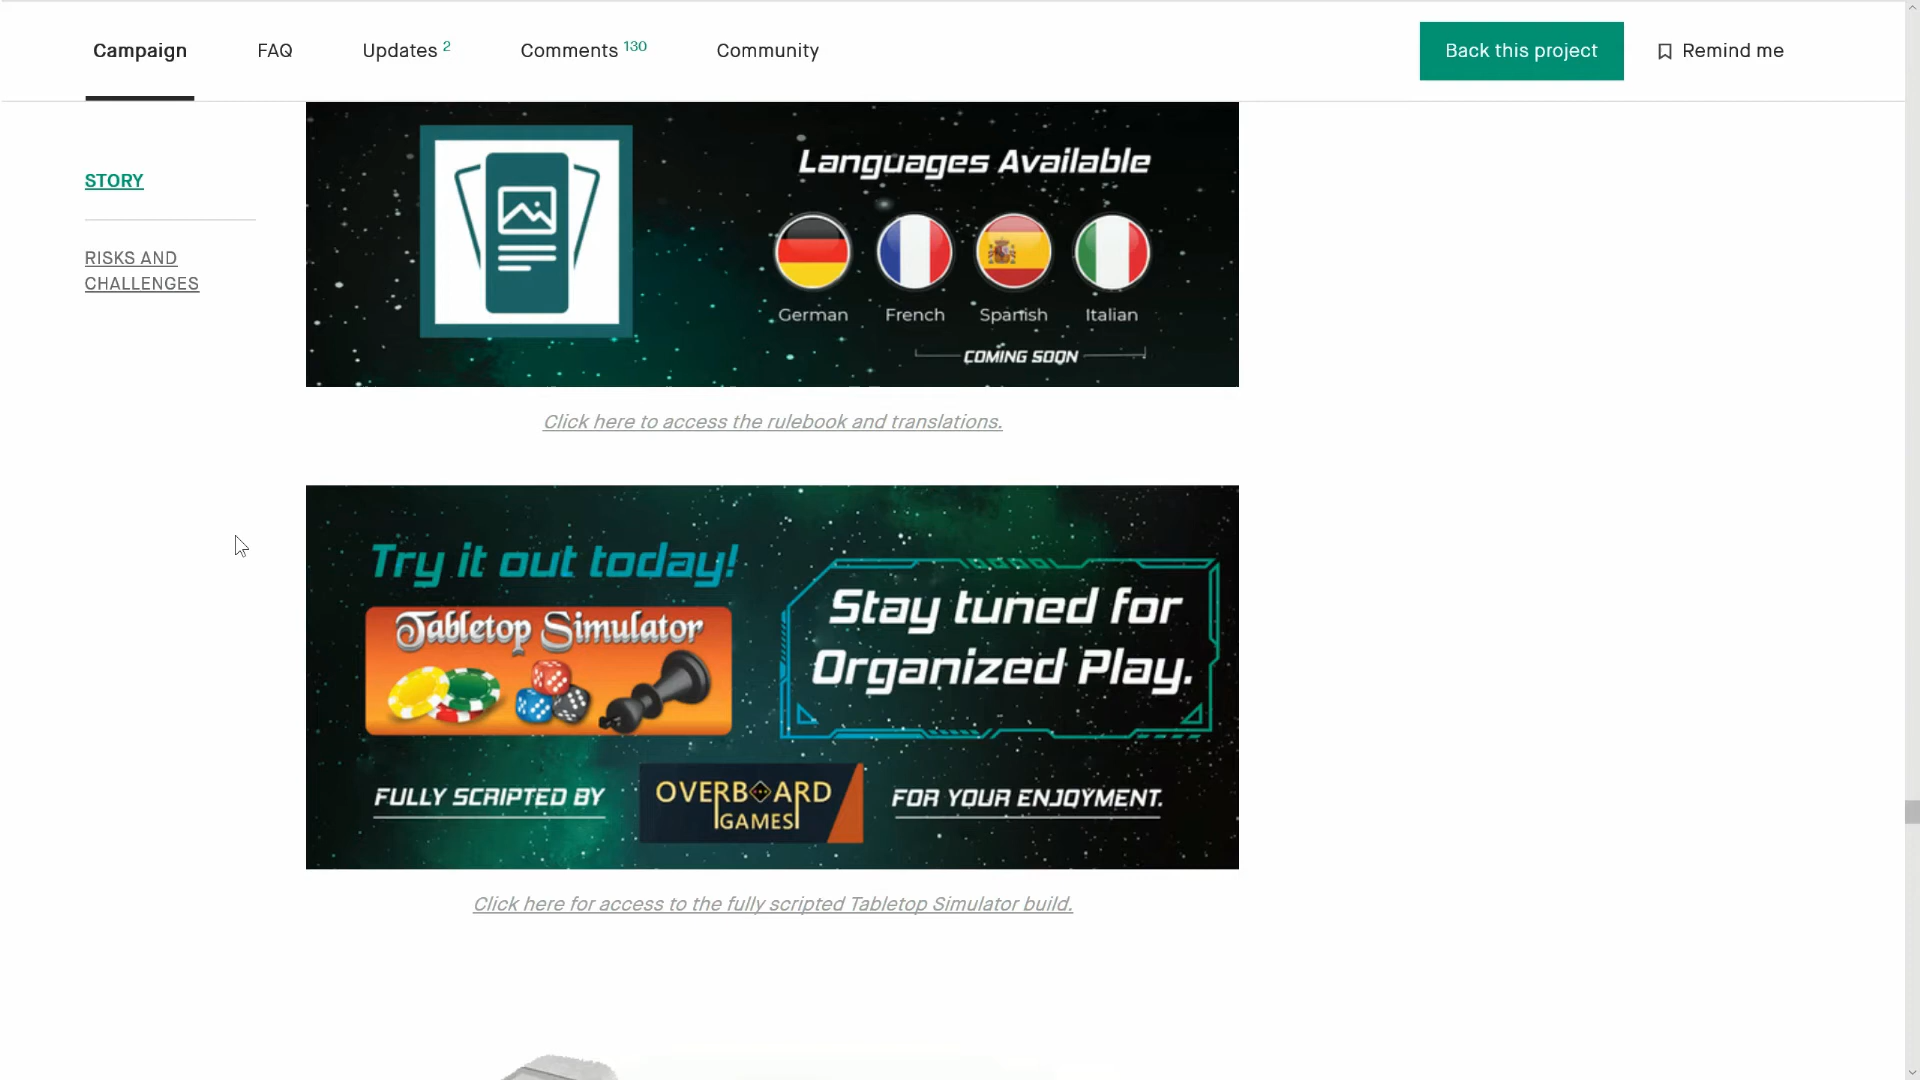 Campaign
FAQ
Updates 2
Comments 130
Community
Back this project
Remind me
STORY
RISKS AND
CHALLENGES
Languages Available
German
French
Spanish
Italian
COMING SOON
Click here to access the rulebook and translations.
Try it out today!
Tabletop Simulator
Stay tuned for
Organized Play.
FULLY SCRIPTED BY
OVERBOARD
GAMES
FOR YOUR ENJOYMENT.
Click here for access to the fully scripted Tabletop Simulator build.